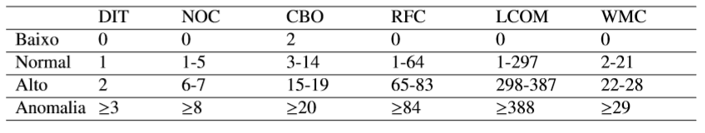 DIT NOC CBO RFC LCOM WMC
Baixo 0 0 2 0 0 0
Normal 1 1-5 3-14 1-64 1-297 2-21
Alto 2 6-7 15-19 65-83 298-387 22-28
Anomalia ≥3 ≥8 ≥20 ≥84 ≥388 ≥29